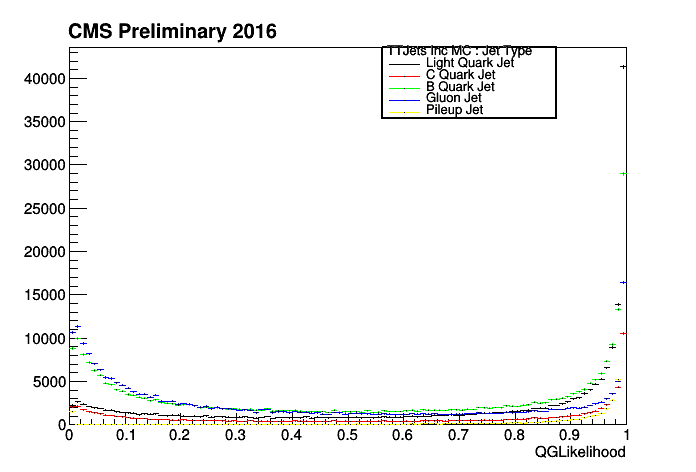 CMS Preliminary 2016
TTJets Inc MC : Jet Type
Light Quark Jet
C Quark Jet
B Quark Jet
Gluon Jet
Pileup Jet
40000
35000
30000
25000
20000
15000
10000
5000
0
0 0.1 0.2 0.3 0.4 0.5 0.6 0.7 0.8 0.9 1
QGLikelihood